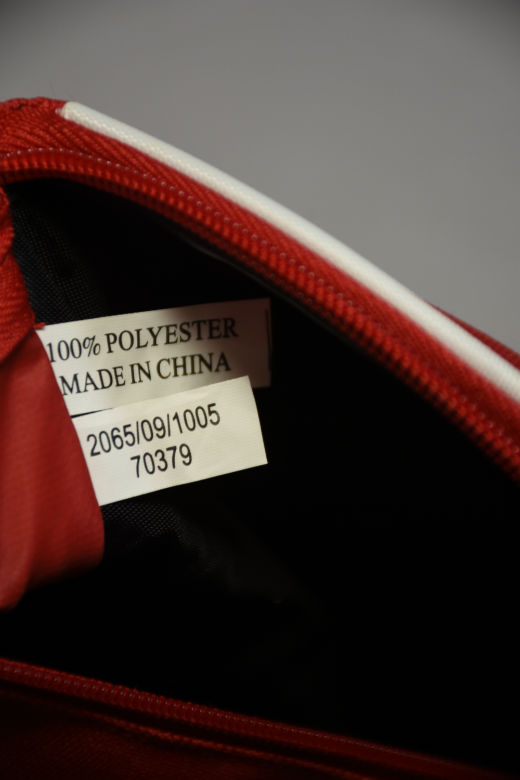 100% POLYESTER
MADE IN CHINA
2065/09/1005
70379